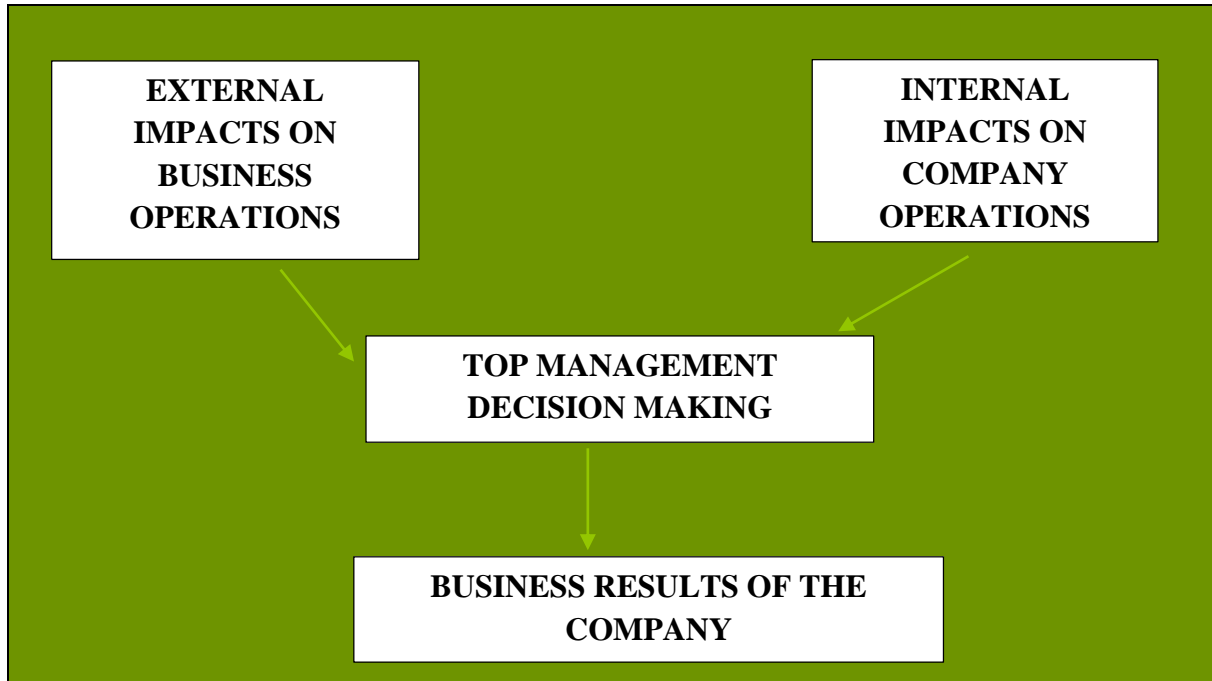 EXTERNAL
IMPACTS ON
BUSINESS
OPERATIONS
INTERNAL
IMPACTS ON
COMPANY
OPERATIONS
TOP MANAGEMENT
DECISION MAKING
BUSINESS RESULTS OF THE
COMPANY